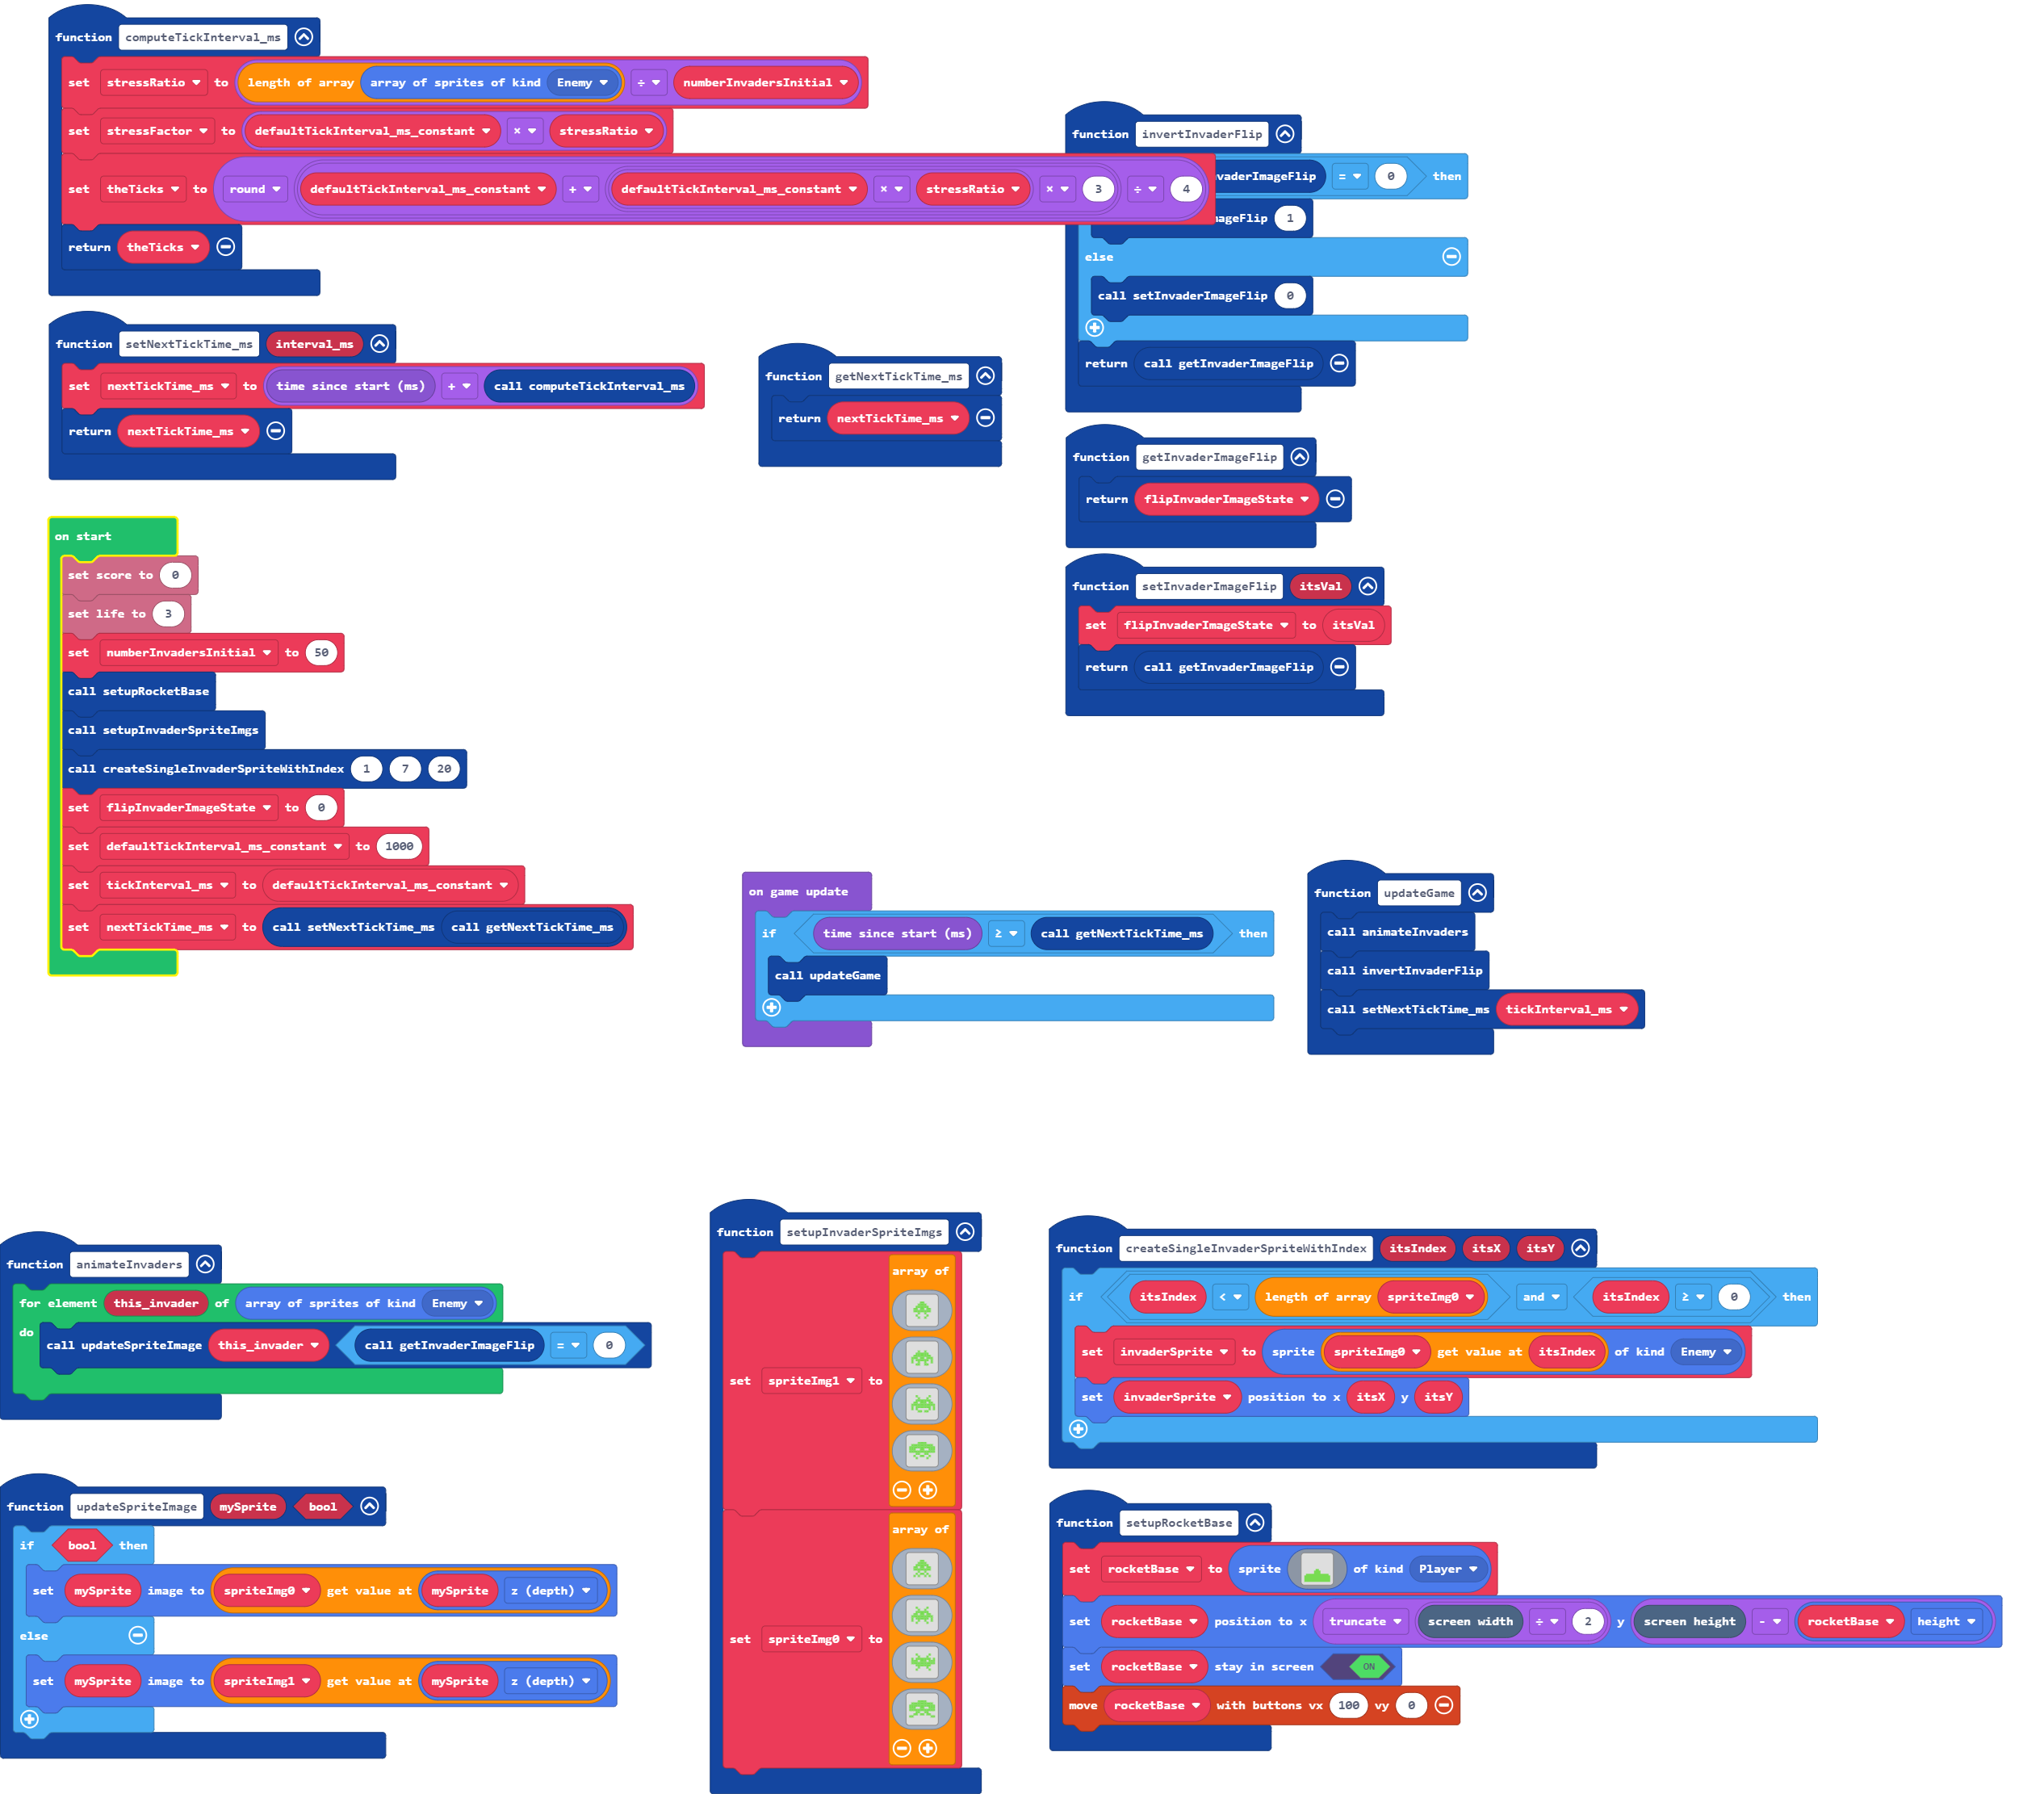 function computeTickInterval_ms
set stressRatio to length of array array of sprites of kind Enemy ÷ numberInvadersInitial
set stressFactor to defaultTickInterval_ms_constant × stressRatio
set theTicks to round defaultTickInterval_ms_constant + defaultTickInterval_ms_constant × stressRatio × 3 ÷ 4
return theTicks
function invertInvaderFlip
vaderImageFlip = 0 then
ageFlip 1
else
call setInvaderImageFlip 0
return call getInvaderImageFlip
function setNextTickTime_ms interval_ms
set nextTickTime_ms to time since start (ms) + call computeTickInterval_ms
return nextTickTime_ms
function getNextTickTime_ms
return nextTickTime_ms
function getInvaderImageFlip
return flipInvaderImageState
function setInvaderImageFlip itsVal
set flipInvaderImageState to itsVal
return call getInvaderImageFlip
on start
set score to 0
set life to 3
set numberInvadersInitial to 50
call setupRocketBase
call setupInvaderSpriteImgs
call createSingleInvaderSpriteWithIndex 1 7 20
set flipInvaderImageState to 0
set defaultTickInterval_ms_constant to 1000
set tickInterval_ms to defaultTickInterval_ms_constant
set nextTickTime_ms to call setNextTickTime_ms call getNextTickTime_ms
on game update
if time since start (ms) ≥ call getNextTickTime_ms then
call updateGame
function updateGame
call animateInvaders
call invertInvaderFlip
call setNextTickTime_ms tickInterval_ms
function animateInvaders
for element this_invader of array of sprites of kind Enemy
do call updateSpriteImage this_invader call getInvaderImageFlip = 0
function updateSpriteImage mySprite bool
if bool then
set mySprite image to spriteImg0 get value at mySprite z (depth)
else
set mySprite image to spriteImg1 get value at mySprite z (depth)
function setupInvaderSpriteImgs
array of
set spriteImg1 to
array of
set spriteImg0 to
function createSingleInvaderSpriteWithIndex itsIndex itsX itsY
if itsIndex < length of array spriteImg0 and itsIndex ≥ 0 then
set invaderSprite to sprite spriteImg0 get value at itsIndex of kind Enemy
set invaderSprite position to x itsX y itsY
function setupRocketBase
set rocketBase to sprite of kind Player
set rocketBase position to x truncate screen width ÷ 2 y screen height - rocketBase height
set rocketBase stay in screen ON
move rocketBase with buttons vx 100 vy 0